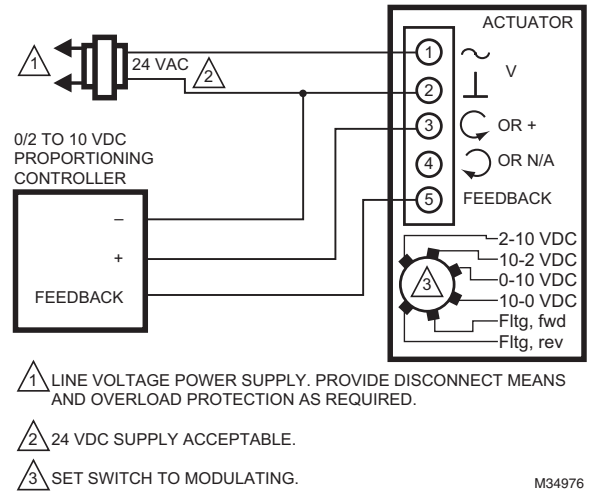 ACTUATOR
1
24 VAC
2
1
V
2
0/2 TO 10 VDC
PROPORTIONING
CONTROLLER
3
OR +
4
OR N/A
5
FEEDBACK
–
+
FEEDBACK
3
2-10 VDC
10-2 VDC
0-10 VDC
10-0 VDC
Fltg, fwd
Fltg, rev
1 LINE VOLTAGE POWER SUPPLY. PROVIDE DISCONNECT MEANS
AND OVERLOAD PROTECTION AS REQUIRED.
2 24 VDC SUPPLY ACCEPTABLE.
3 SET SWITCH TO MODULATING.
M34976